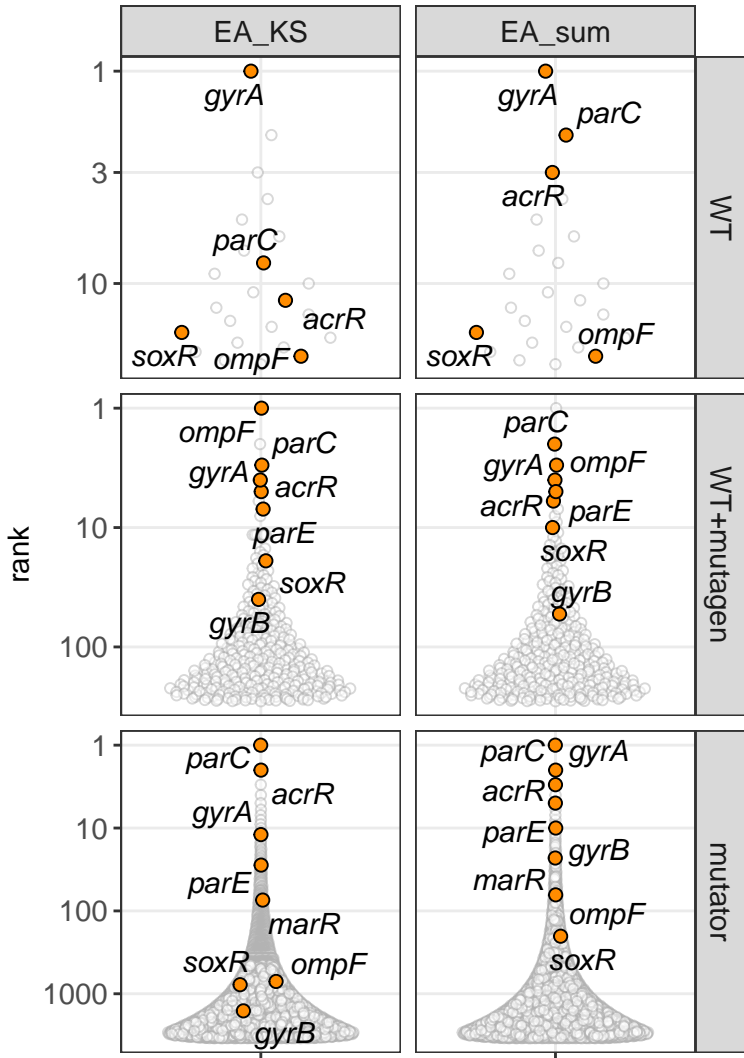 EA_KS
EA_sum
1
gyrA
gyrA
parC
3
acrR
parC
10
acrR
soxR
ompF
soxR
ompF
WT
1
ompF
parC
parC
gyrA
acrR
gyrA
ompF
acrR
parE
10
parE
soxR
soxR
gyrB
gyrB
100
WT+mutagen
rank
1
parC
parC
gyrA
acrR
acrR
10
gyrA
parE
gyrB
parE
marR
100
marR
ompF
soxR
ompF
soxR
1000
gyrB
mutator